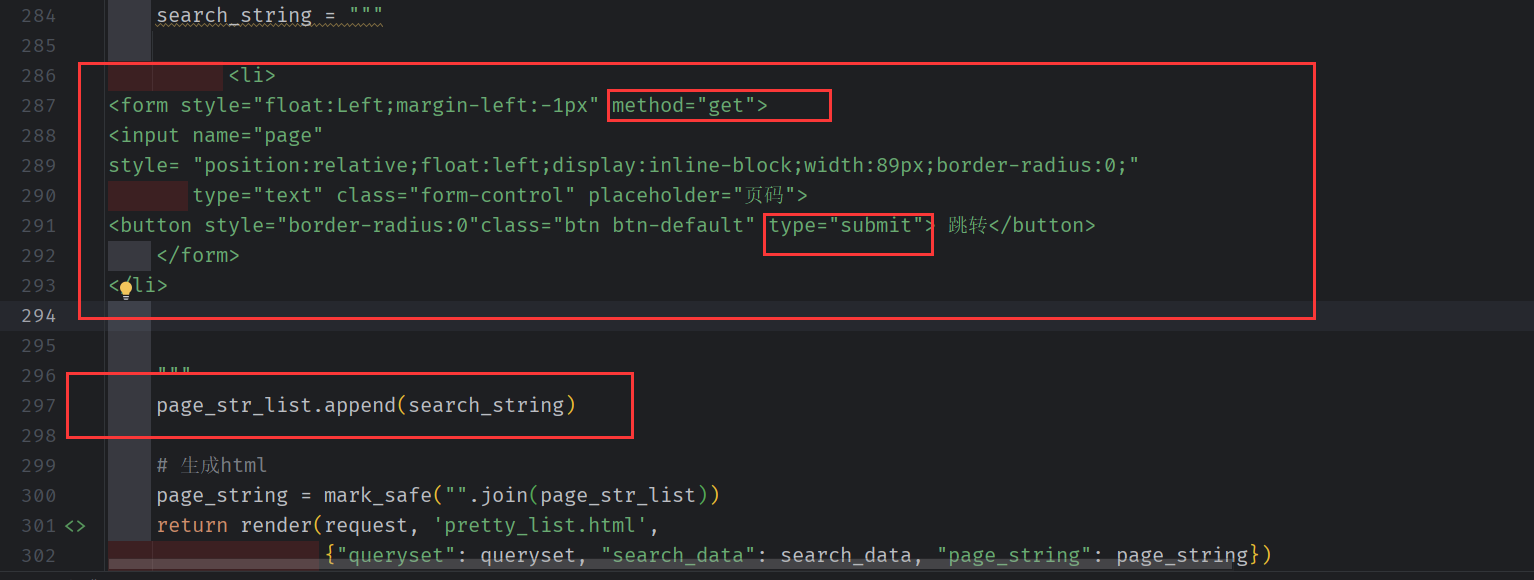 284 search_string = """
285
286 <li>
287 <form style="float:Left;margin-left:-1px" method="get">
288 <input name="page"
289 style= "position:relative;float:left;display:inline-block;width:89px;border-radius:0;"
290 type="text" class="form-control" placeholder="页码">
291 <button style="border-radius:0"class="btn btn-default" type="submit"> 跳转</button>
292 </form>
293 </li>
294
295
296 """
297 page_str_list.append(search_string)
298
299 # 生成html
300 page_string = mark_safe("".join(page_str_list))
301 <> return render(request, 'pretty_list.html',
302 {"queryset": queryset, "search_data": search_data, "page_string": page_string})